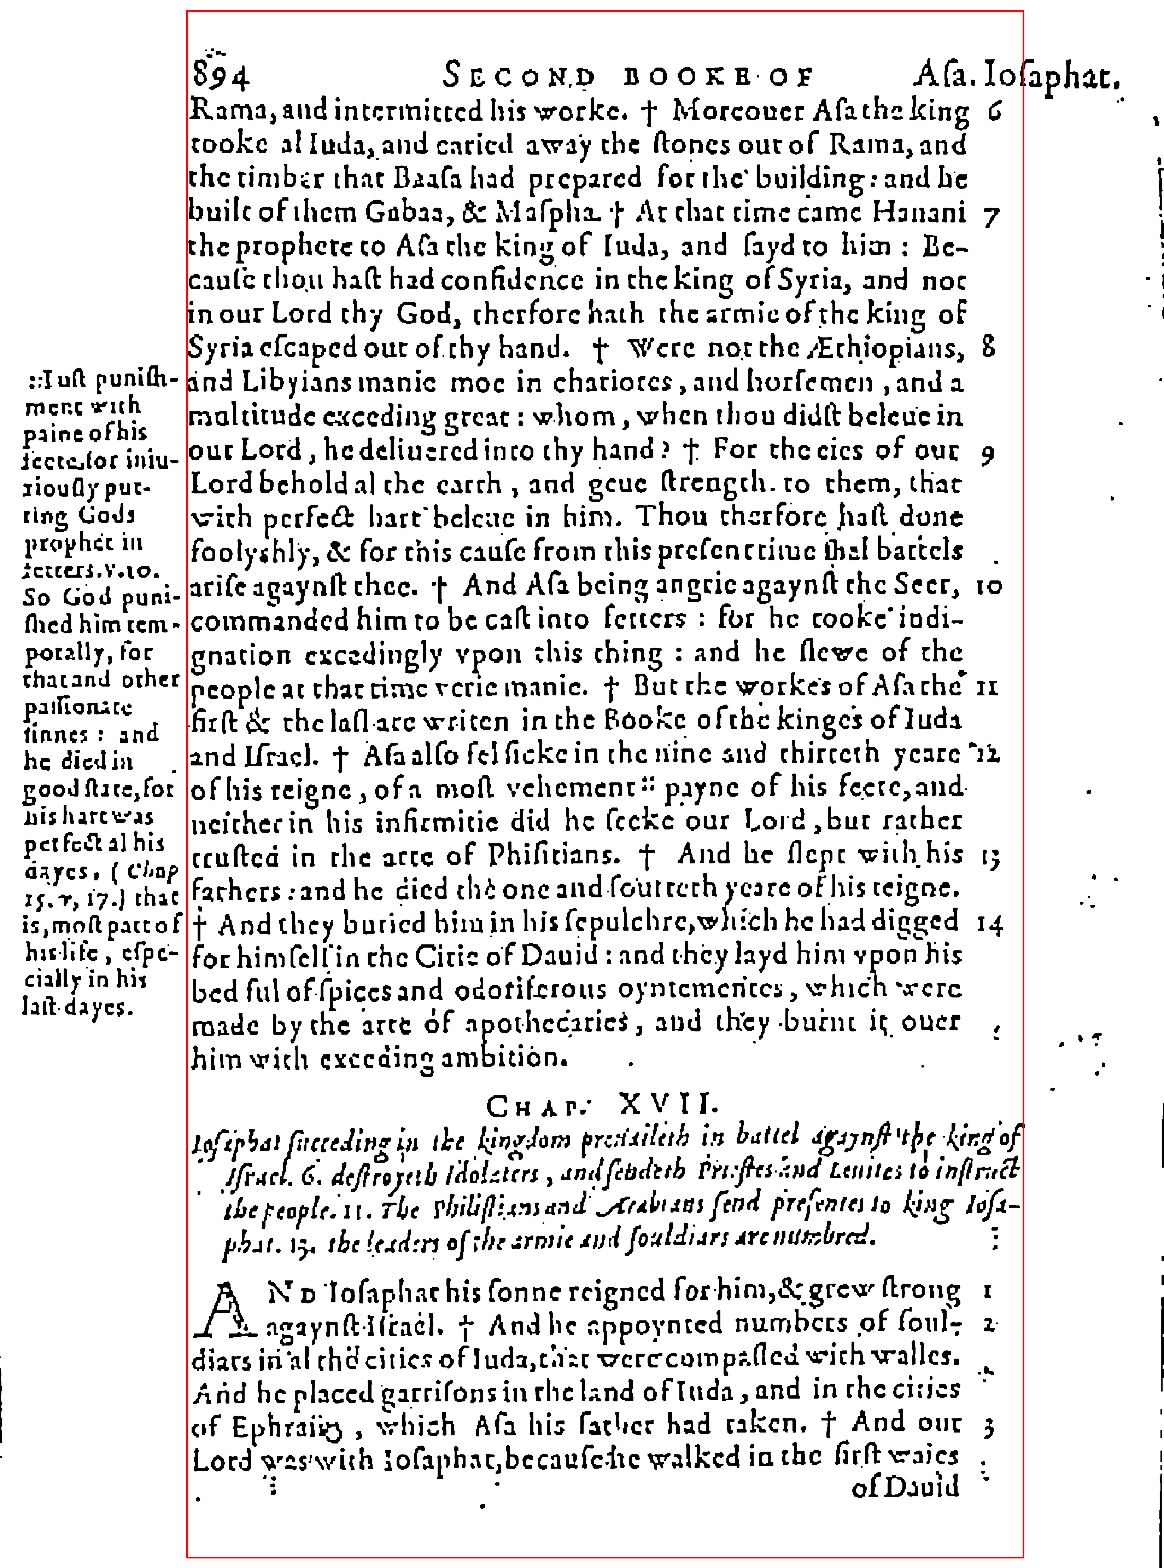 894 SECOND BOOKE OF Aſa. Ioſaphat.
Rama, and intermitted his worke. † Moreouer Aſa the king 6
tooke al Iuda, and caried away the ſtones out of Rama, and
the timber that Baaſa had prepared for the building: and he
built of them Gabaa, & Maſpha. † At that time came Hanani 7
the prophete to Aſa the king of Iuda, and ſayd to him: Be-
cauſe thou haſt had confidence in the king of Syria, and not
in our Lord thy God, therfore hath the armie of the king of
Syria eſcaped out of thy hand. † Were not the Æthiopians, 8
and Libyians manie moe in chariotes, and horſemen, and a
multitude exceding great: whom, when thou didſt beleue in
our Lord, he deliuered into thy hand? † For the eies of our 9
Lord behold al the earth, and geue ſtrength to them, that
with perfect hart beleue in him. Thou therfore haſt done
foolyſhly, & for this cauſe from this preſent time ſhal battels
ariſe agaynſt thee. † And Aſa being angrie agaynſt the Seer, 10
commanded him to be caſt into fetters: for he tooke indi-
gnation excedingly vpon this thing: and he ſlewe of the
people at that time verie manie. † But the workes of Aſa the 11
firſt & the laſt are writen in the Booke of the kinges of Iuda
and Iſrael. † Aſa alſo fel ſicke in the nine and thirteth yeare 12
of his reigne, of a moſt vehement :: payne of his feete, and
neither in his infirmitie did he ſeeke our Lord, but rather
truſted in the arte of Phiſitians. † And he ſlept with his 13
fathers: and he died the one and fourteth yeare of his reigne.
† And they buried him in his ſepulchre, which he had digged 14
for himſelf in the Citie of Dauid: and they layd him vpon his
bed ful of ſpices and odoriferous oyntementes, which were
made by the arte of apothecaries, and they burnt it ouer
him with exceding ambition.
::Iuſt puniſh-
ment with
paine of his
feete, for iniu-
riouſly put-
ting Gods
prophet in
fetters. v. 10.
So God puni-
ſhed him tem-
porally, for
that and other
paſſionate
ſinnes: and
he died in
good ſtate, for
his hart was
perfect al his
dayes. (Chap
15. v, 17.) that
is, moſt part of
his life, eſpe-
cially in his
laſt dayes.
CHAP. XVII.
Ioſaphat ſucceding in the kingdom preuaileth in battel agaynſt the king of
Iſrael. 6. deſtroyeth Idolaters, and ſendeth Prieſtes and Leuites to inſtruct
the people. 11. The Philiſtians and Arabians ſend preſentes to king Ioſa-
phat. 13. the leaders of the armie and ſouldiars are numbred.
AND Ioſaphat his ſonne reigned for him, & grew ſtrong 1
agaynſt Iſrael. † And he appoynted numbers of ſoul- 2
diars in al the cities of Iuda, that were compaſſed with walles.
And he placed garriſons in the land of Iuda, and in the cities
of Ephraim, which Aſa his father had taken. † And our 3
Lord was with Ioſaphat, becauſe he walked in the firſt waies
of Dauid